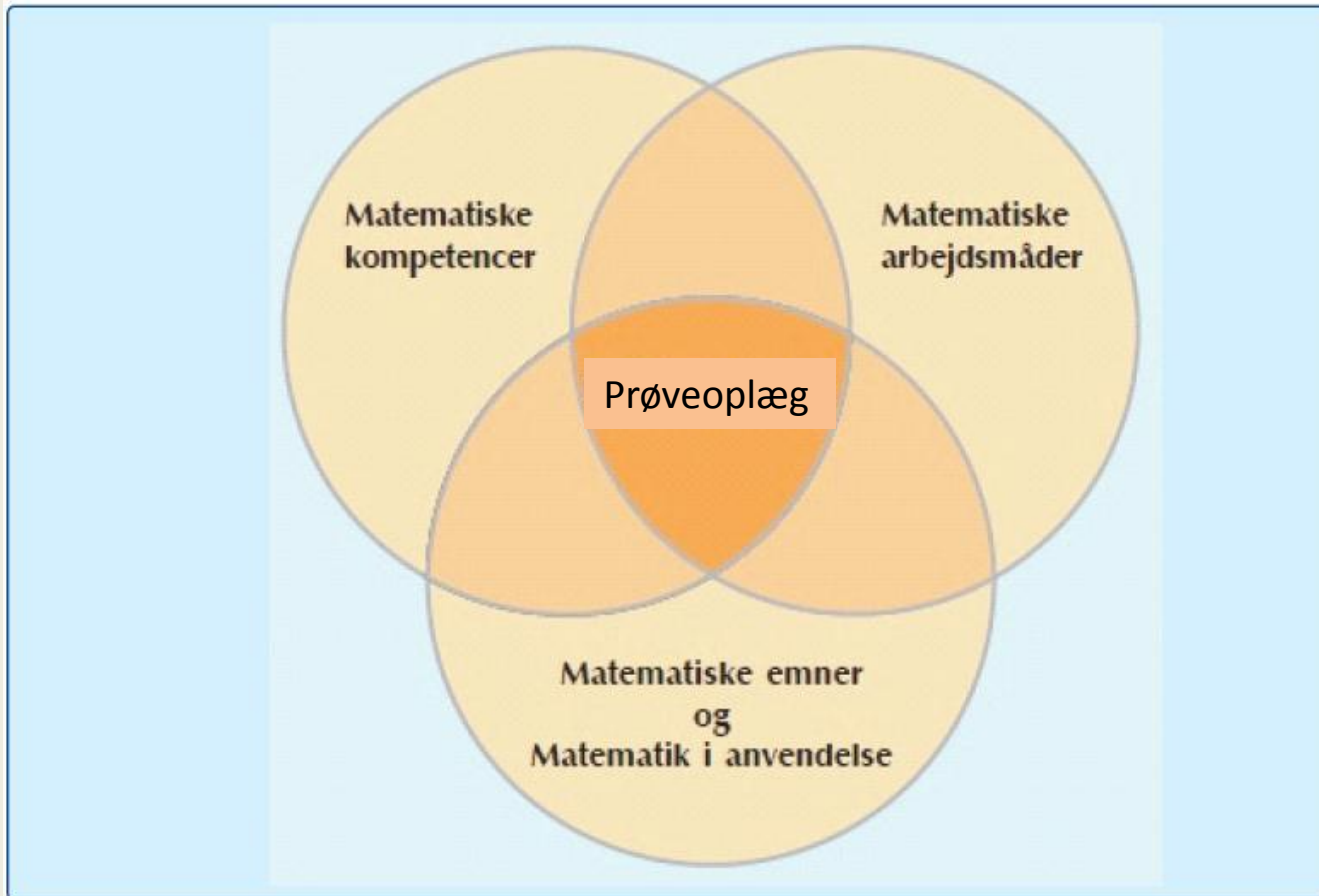 Matematiske
kompetencer
Matematiske
arbejdsmåder
Prøveoplæg
Matematiske emner
og
Matematik i anvendelse